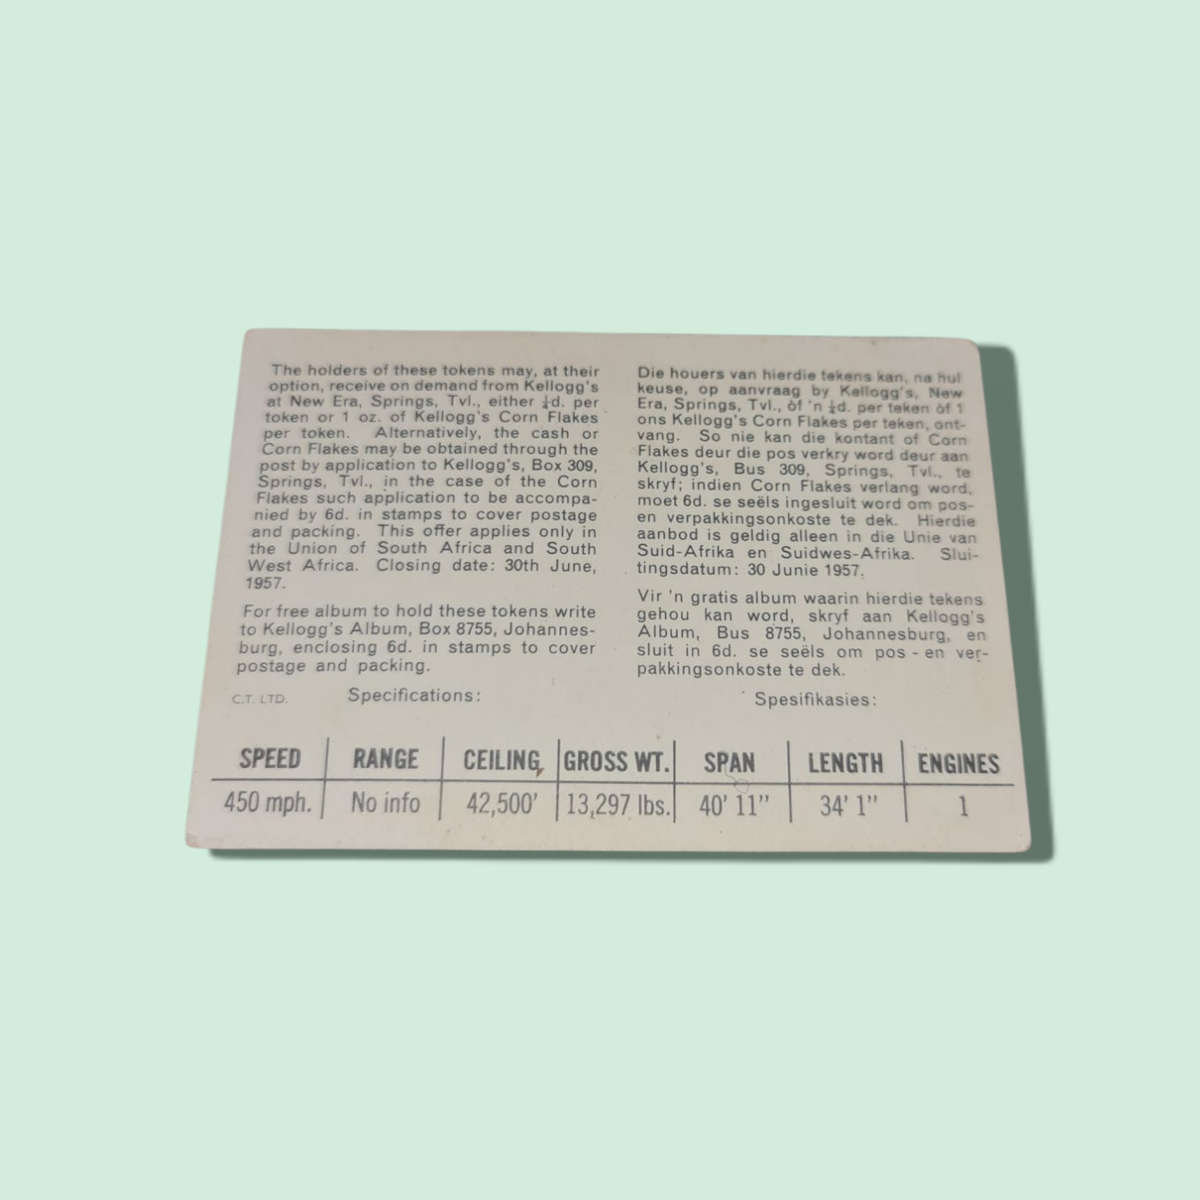 The holders of these tokens may, at their
option, receive on demand from Kellogg's
at New Era, Springs, Tvl., either ½d. per
token or 1 oz. of Kellogg's Corn Flakes
per token. Alternatively, the cash or
Corn Flakes may be obtained through the
post by application to Kellogg's, Box 309,
Springs, Tvl., in the case of the Corn
Flakes such application to be accompa-
nied by 6d. in stamps to cover postage
and packing. This offer applies only in
the Union of South Africa and South
West Africa. Closing date: 30th June,
1957.
For free album to hold these tokens write
to Kellogg's Album, Box 8755, Johannes-
burg, enclosing 6d. in stamps to cover
postage and packing.
C.T. LTD.
Specifications:
Die houers van hierdie tekens kan, na hul
keuse, op aanvraag by Kellogg's, New
Era, Springs, Tvl., òf 'n ½d. per teken òf 1
ons Kellogg's Corn Flakes per teken, ont-
vang. So nie kan die kontant of Corn
Flakes deur die pos verkry word deur aan
Kellogg's, Bus 309, Springs, Tvl., te
skryf; indien Corn Flakes verlang word,
moet 6d. se seëls ingesluit word om pos-
en verpakkingsonkoste te dek. Hierdie
aanbod is geldig alleen in die Unie van
Suid-Afrika en Suidwes-Afrika. Slui-
tingsdatum: 30 Junie 1957.
Vir 'n gratis album waarin hierdie tekens
gehou kan word, skryf aan Kellogg's
Album, Bus 8755, Johannesburg, en
sluit in 6d. se seëls om pos - en ver-
pakkingsonkoste te dek.
Spesifikasies:
SPEED RANGE CEILING GROSS WT. SPAN LENGTH ENGINES
450 mph. No info 42,500' 13,297 lbs. 40' 11" 34' 1" 1